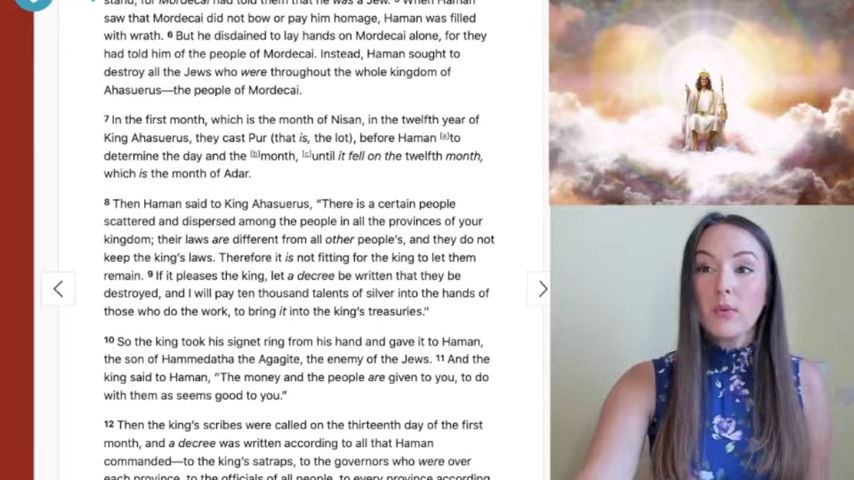 stand, for Mordecai had told them that he was a Jew. 5 When Haman
saw that Mordecai did not bow or pay him homage, Haman was filled
with wrath. 6 But he disdained to lay hands on Mordecai alone, for they
had told him of the people of Mordecai. Instead, Haman sought to
destroy all the Jews who were throughout the whole kingdom of
Ahasuerus—the people of Mordecai.
7 In the first month, which is the month of Nisan, in the twelfth year of
King Ahasuerus, they cast Pur (that is, the lot), before Haman [a]to
determine the day and the [b]month, [c]until it fell on the twelfth month,
which is the month of Adar.
8 Then Haman said to King Ahasuerus, “There is a certain people
scattered and dispersed among the people in all the provinces of your
kingdom; their laws are different from all other people’s, and they do not
keep the king’s laws. Therefore it is not fitting for the king to let them
remain. 9 If it pleases the king, let a decree be written that they be
destroyed, and I will pay ten thousand talents of silver into the hands of
those who do the work, to bring it into the king’s treasuries.”
10 So the king took his signet ring from his hand and gave it to Haman,
the son of Hammedatha the Agagite, the enemy of the Jews. 11 And the
king said to Haman, “The money and the people are given to you, to do
with them as seems good to you.”
12 Then the king’s scribes were called on the thirteenth day of the first
month, and a decree was written according to all that Haman
commanded—to the king’s satraps, to the governors who were over
each province, to the officials of all people, to every province according